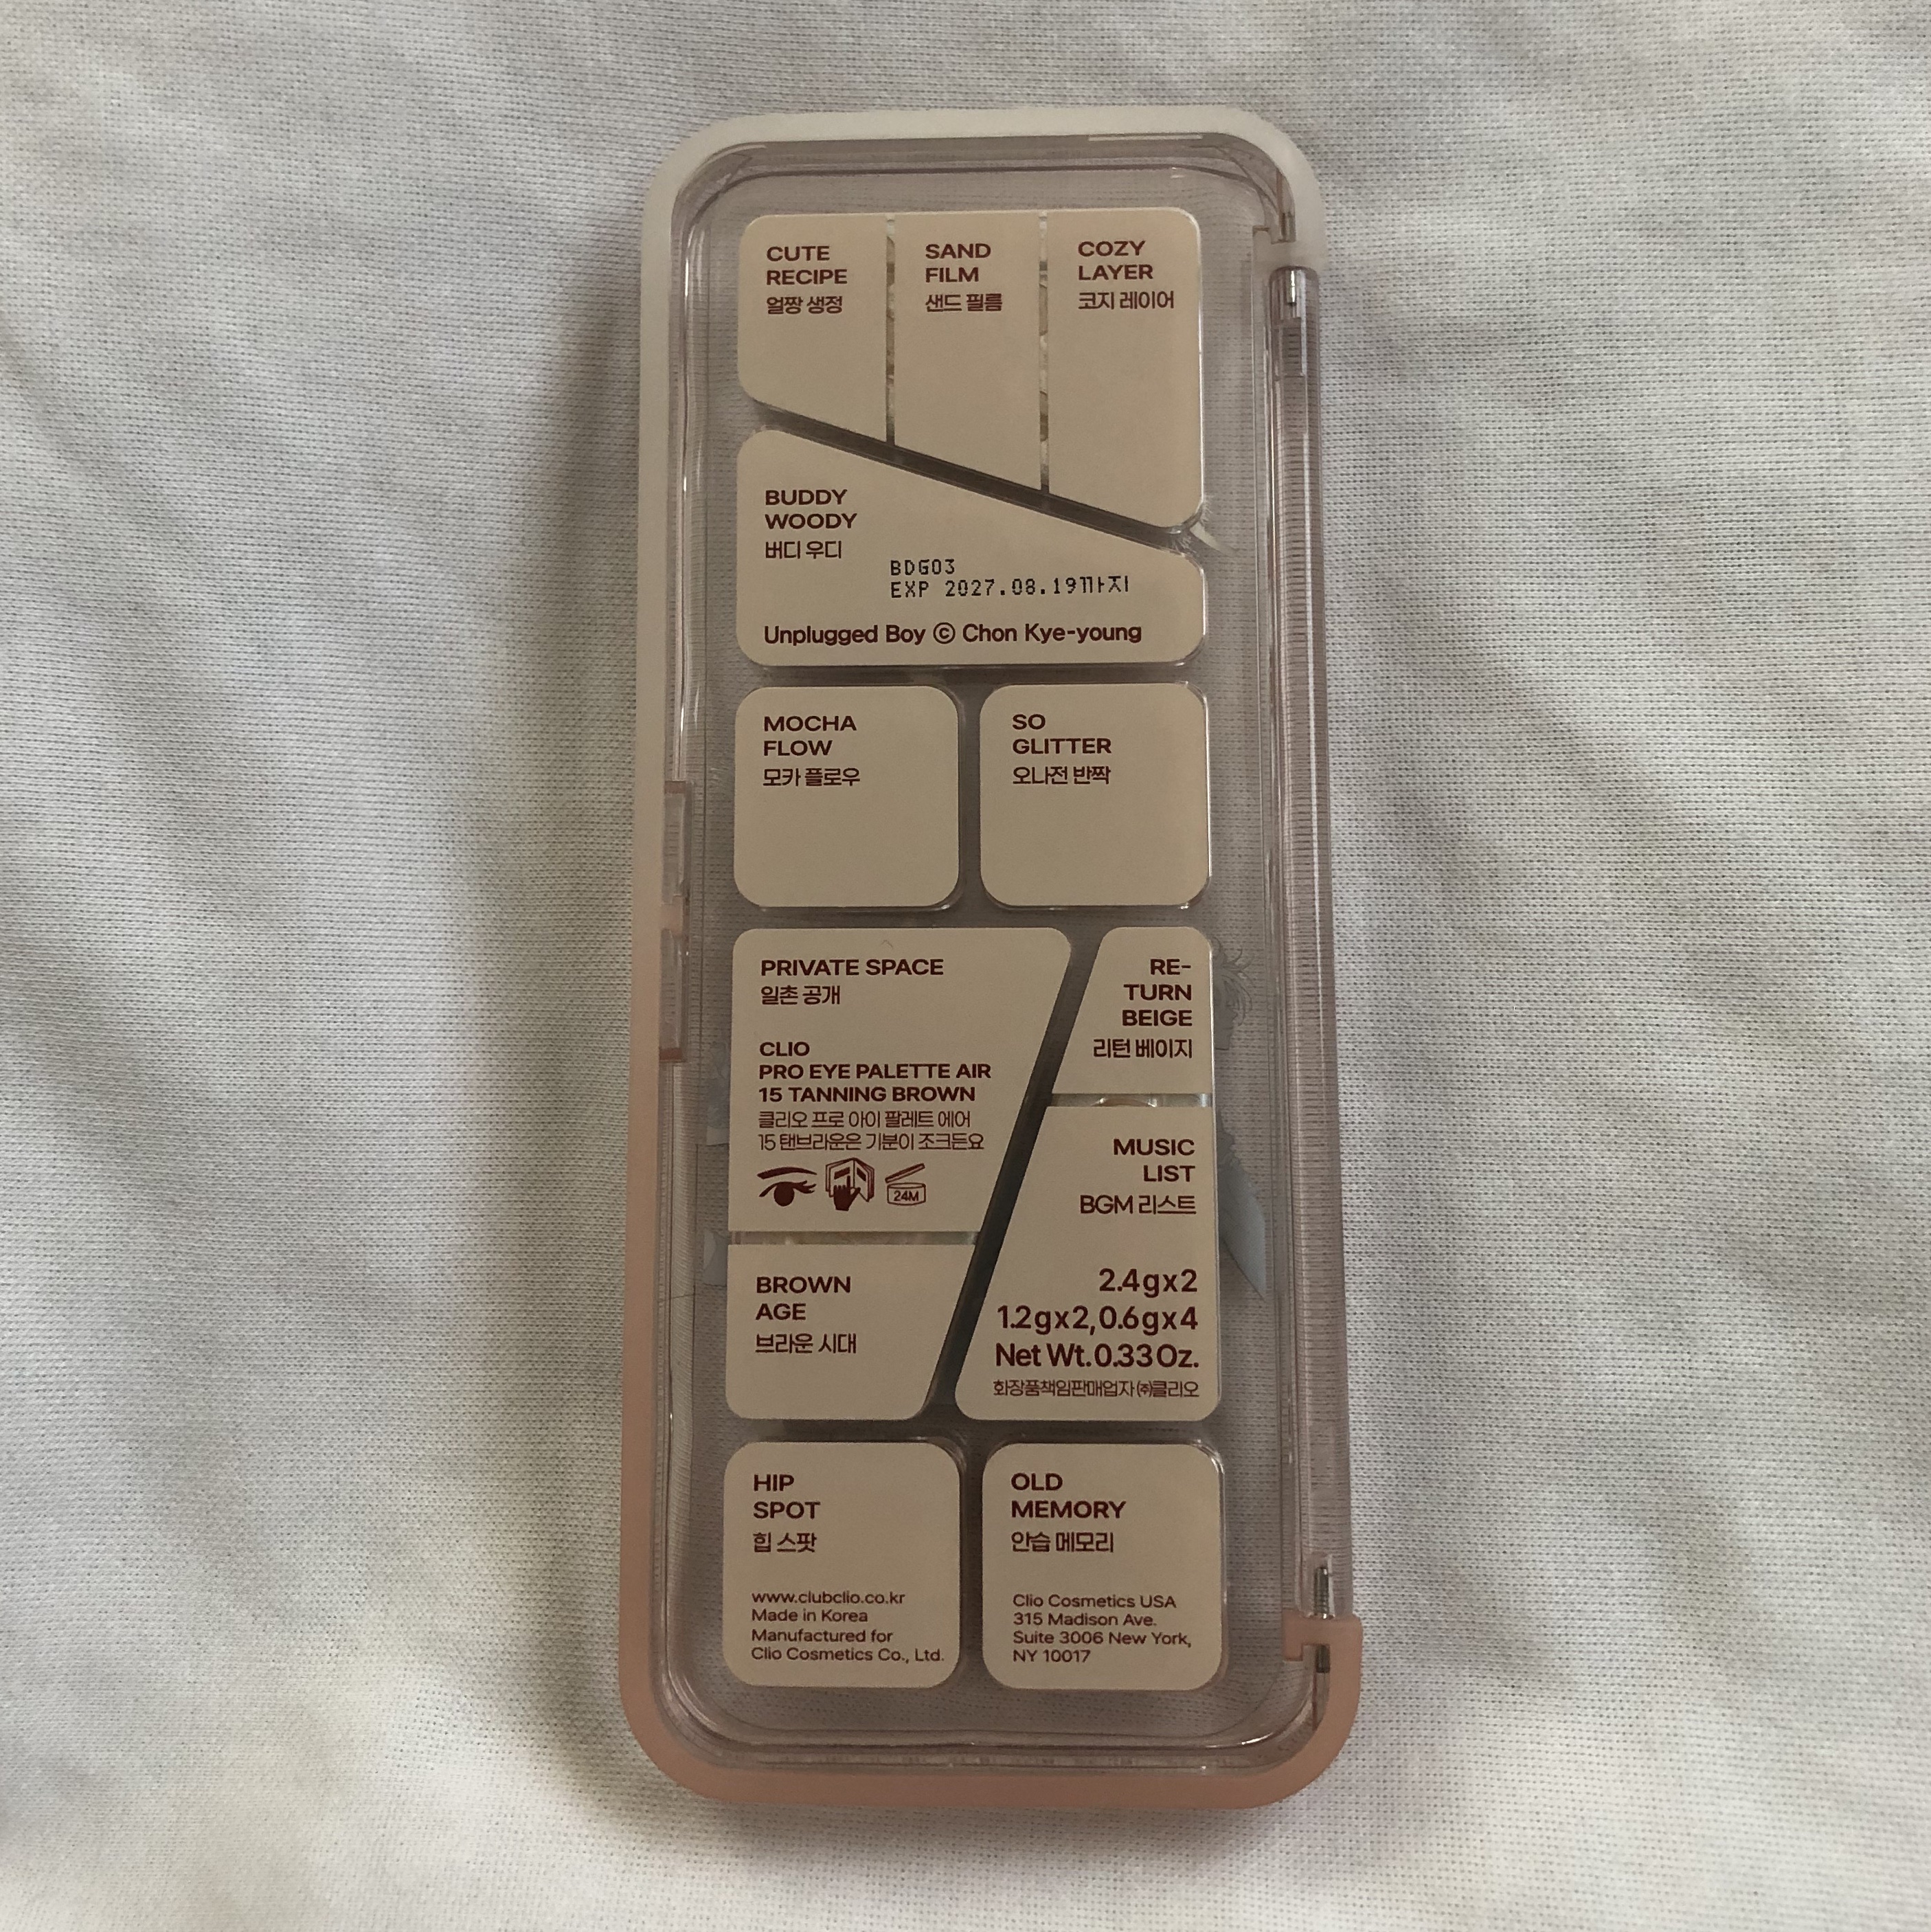 CUTE
RECIPE
얼짱 생정
SAND
FILM
샌드 필름
COZY
LAYER
코지 레이어
BUDDY
WOODY
버디 우디
BDG03
EXP 2027.08.19까지
Unplugged Boy ⓒ Chon Kye-young
MOCHA
FLOW
모카 플로우
SO
GLITTER
오나전 반짝
PRIVATE SPACE
일촌 공개
CLIO
PRO EYE PALETTE AIR
15 TANNING BROWN
클리오 프로 아이 팔레트 에어
15 탠브라운은 기분이 조크든요
24M
RE-
TURN
BEIGE
리턴 베이지
MUSIC
LIST
BGM 리스트
2.4gx2
1.2gx2,0.6gx4
Net Wt.0.33Oz.
화장품책임판매업자 ㈜클리오
BROWN
AGE
브라운 시대
HIP
SPOT
힙 스팟
www.clubclio.co.kr
Made in Korea
Manufactured for
Clio Cosmetics Co., Ltd.
OLD
MEMORY
안습 메모리
Clio Cosmetics USA
315 Madison Ave.
Suite 3006 New York,
NY 10017